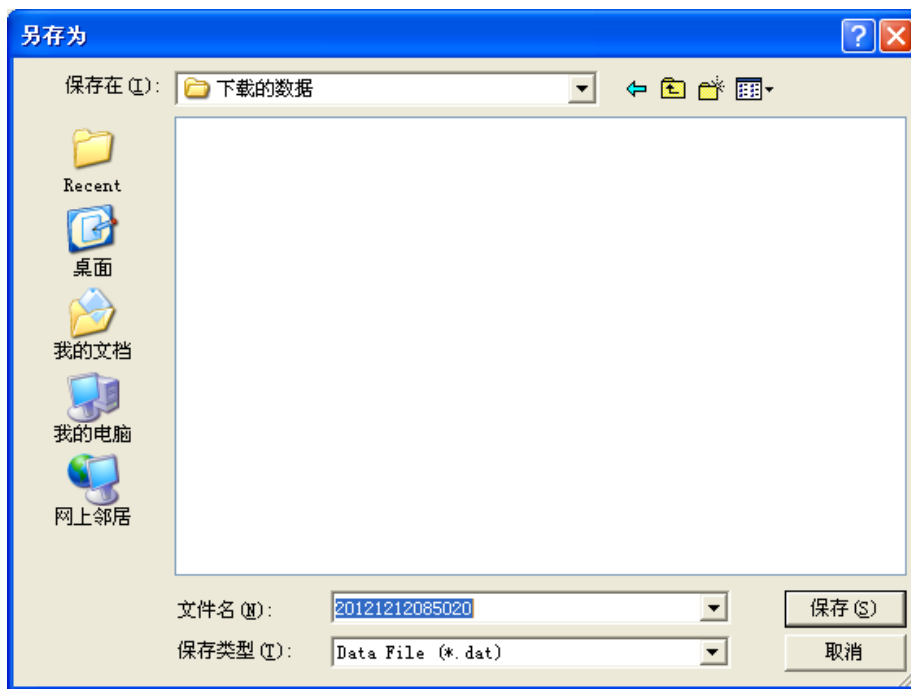 另存为
保存在(I):
下载的数据
Recent
桌面
我的文档
我的电脑
网上邻居
文件名(N):
20121212085020
保存(S)
保存类型(T):
Data File (*.dat)
取消